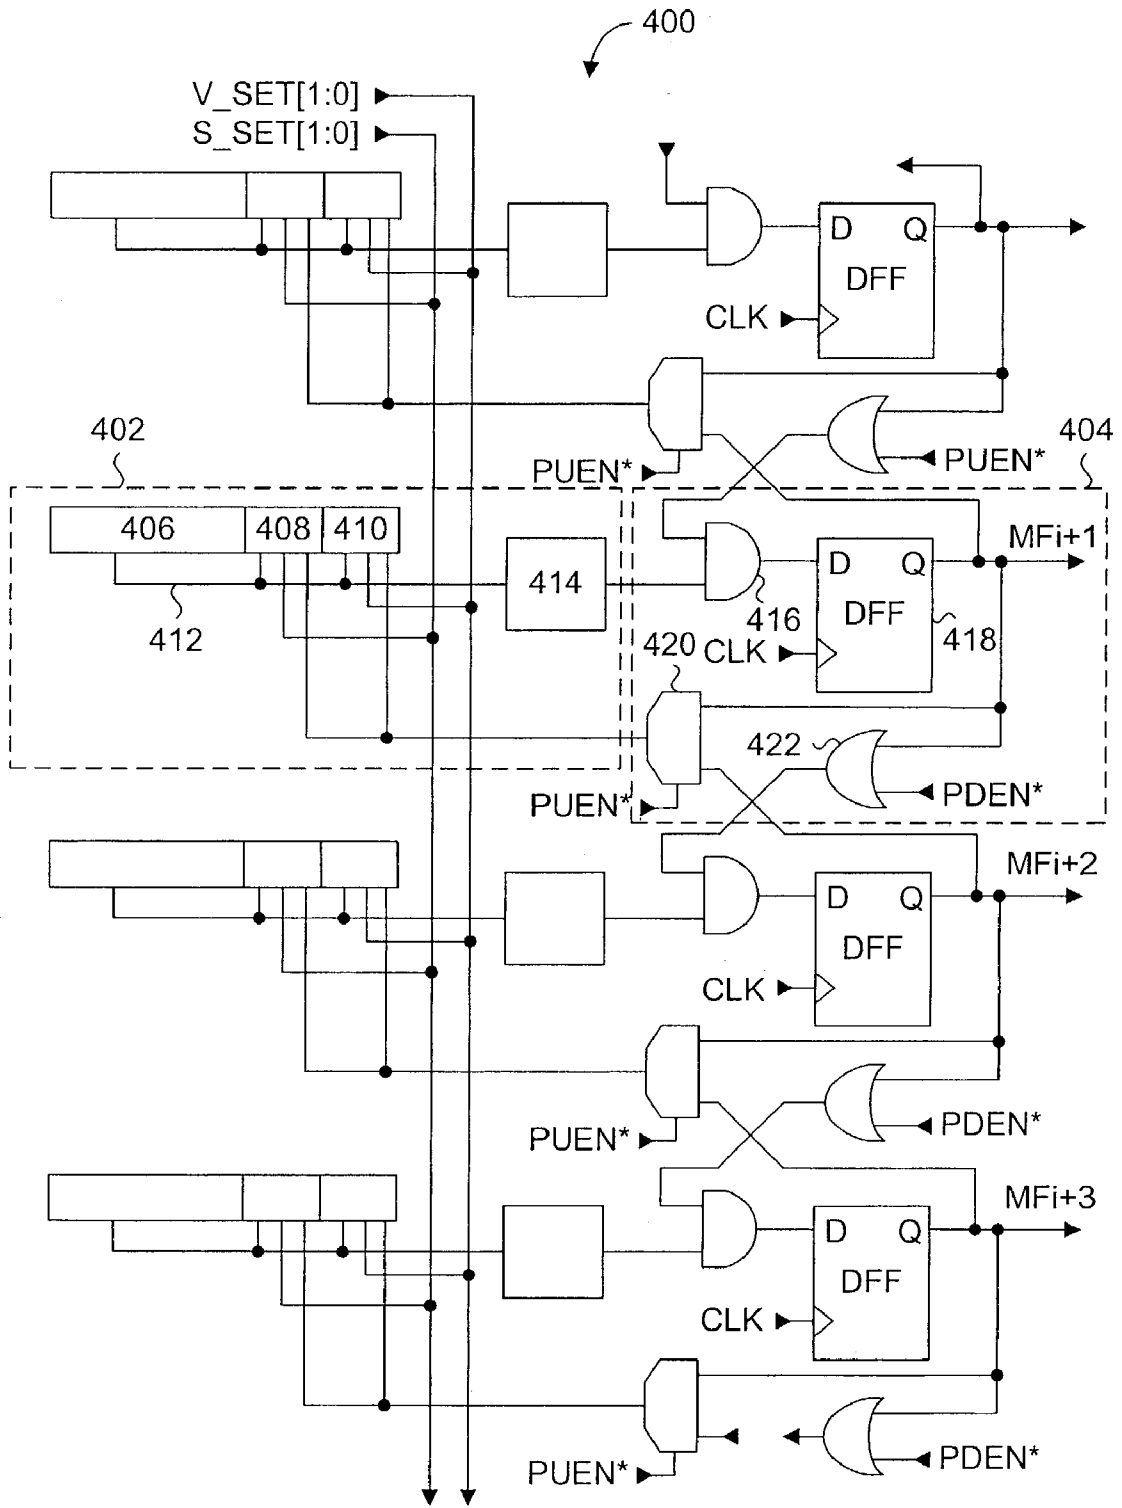 400
V_SET[1:0]
S_SET[1:0]
D Q
DFF
CLK
402
PUEN*
PUEN*
404
406 408 410
414
412
D Q
DFF
416
418
MFi+1
420
CLK
422
PUEN*
PDEN*
MFi+2
D Q
DFF
CLK
PUEN*
PDEN*
MFi+3
D Q
DFF
CLK
PUEN*
PDEN*